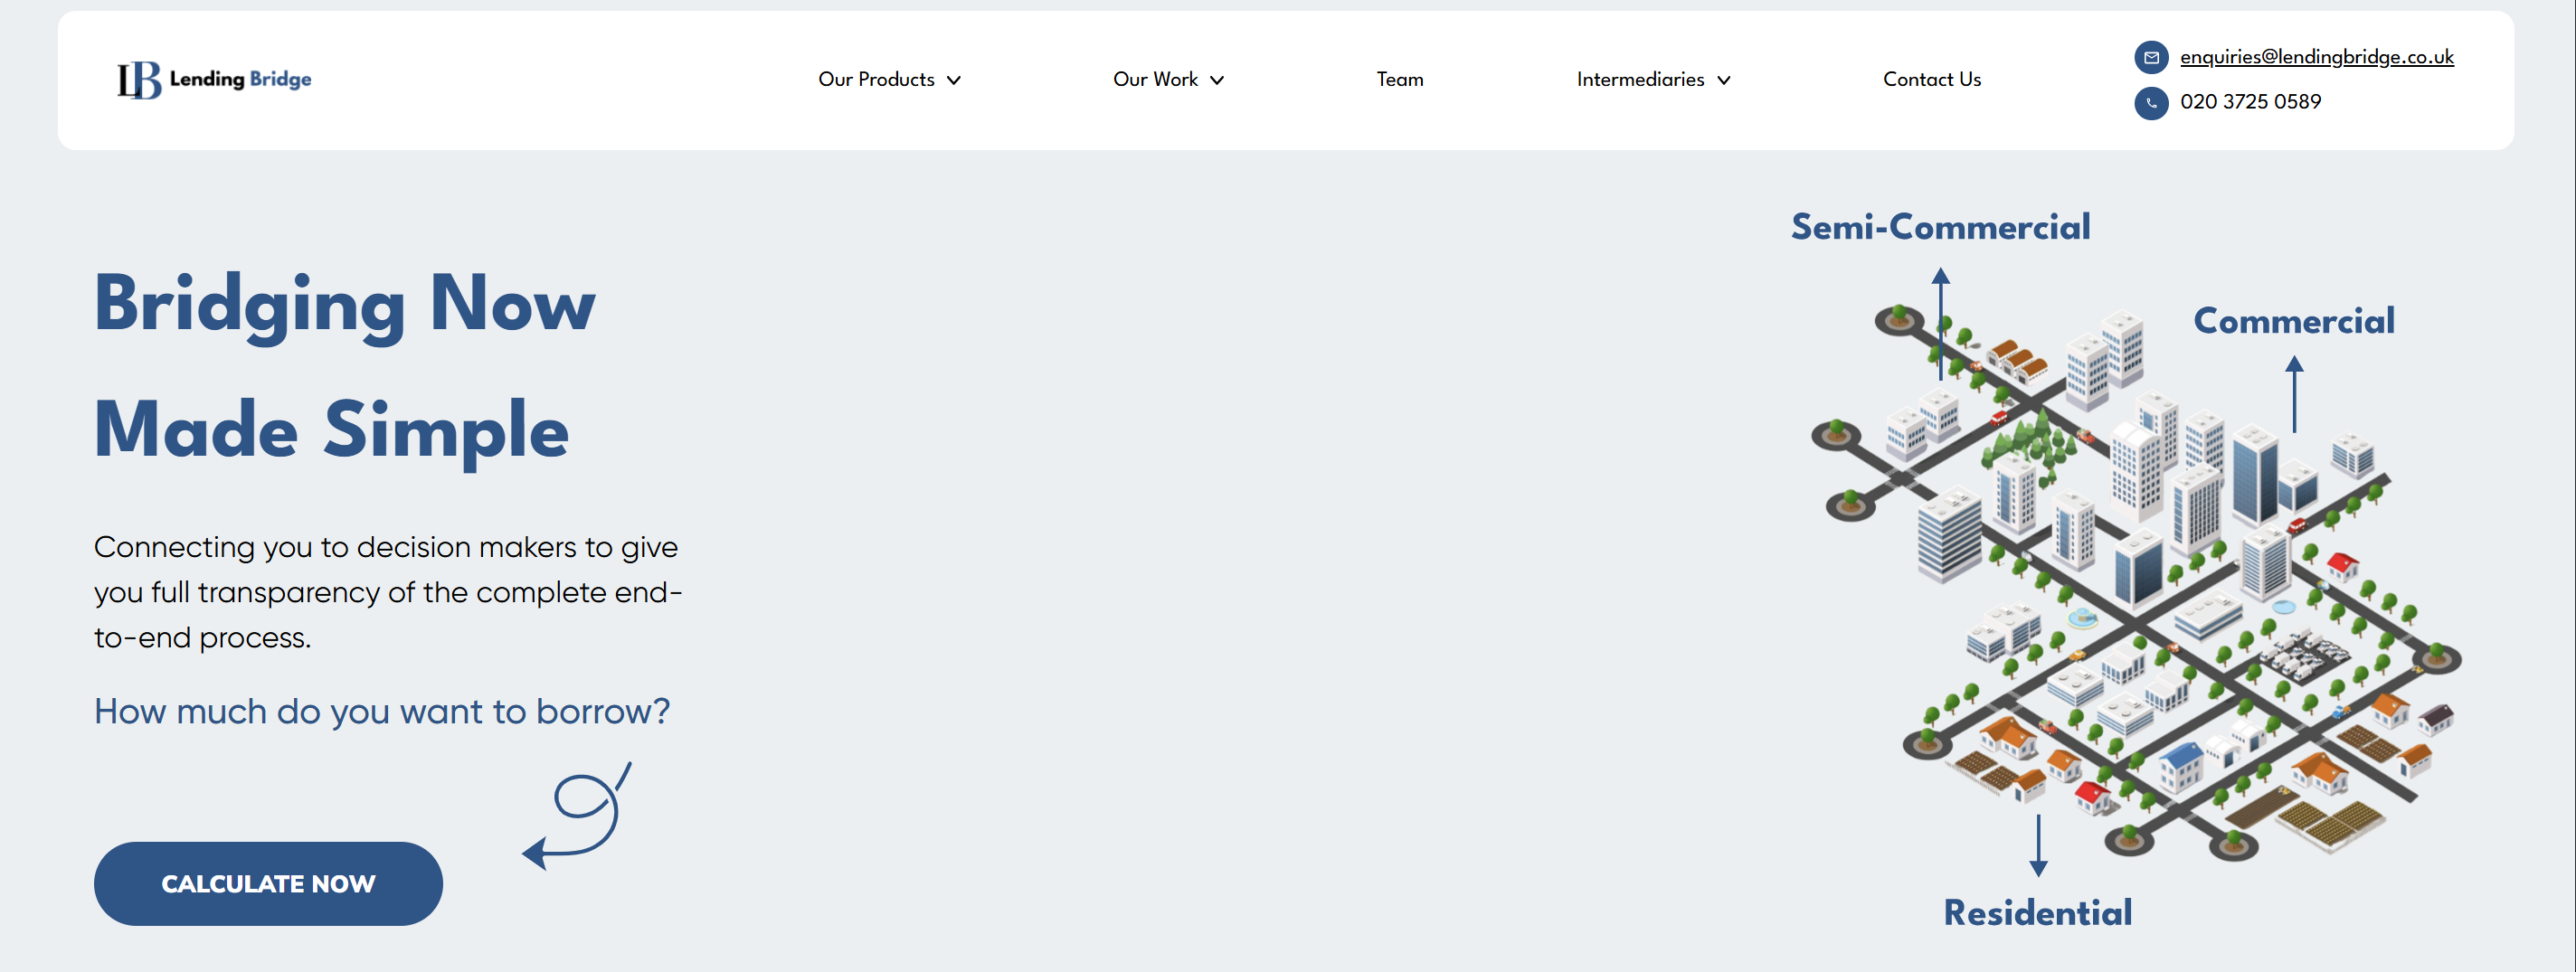 LB Lending Bridge
Our Products
Our Work
Team
Intermediaries
Contact Us
enquiries@lendingbridge.co.uk
020 3725 0589
Bridging Now
Made Simple
Connecting you to decision makers to give
you full transparency of the complete end-
to-end process.
How much do you want to borrow?
CALCULATE NOW
Semi-Commercial
Commercial
Residential